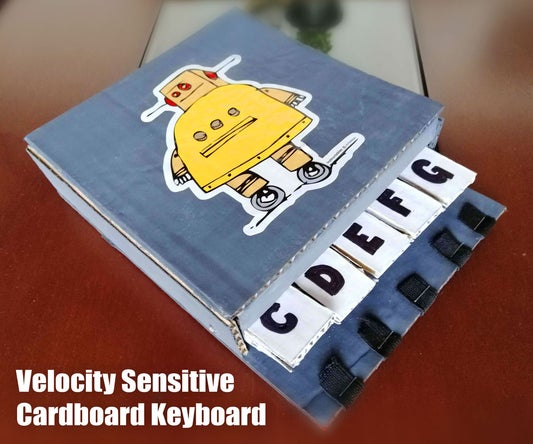 C D E F G
Velocity Sensitive
Cardboard Keyboard